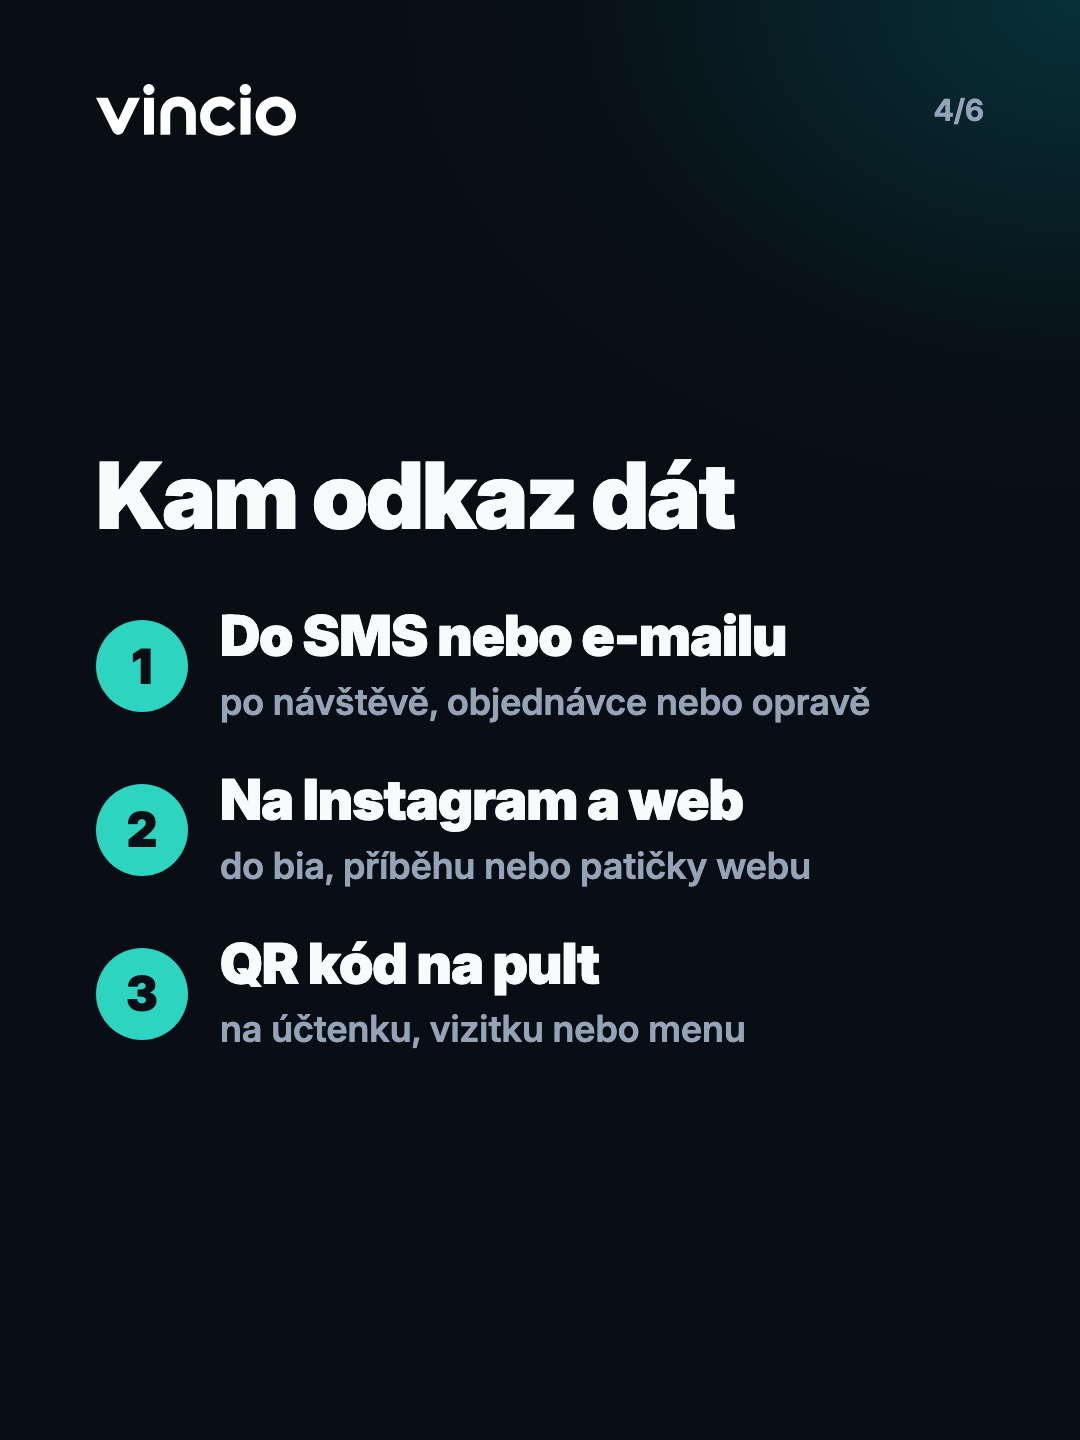 vincio
4/6
Kam odkaz dát
1
Do SMS nebo e-mailu
po návštěvě, objednávce nebo opravě
2
Na Instagram a web
do bia, příběhu nebo patičky webu
3
QR kód na pult
na účtenku, vizitku nebo menu